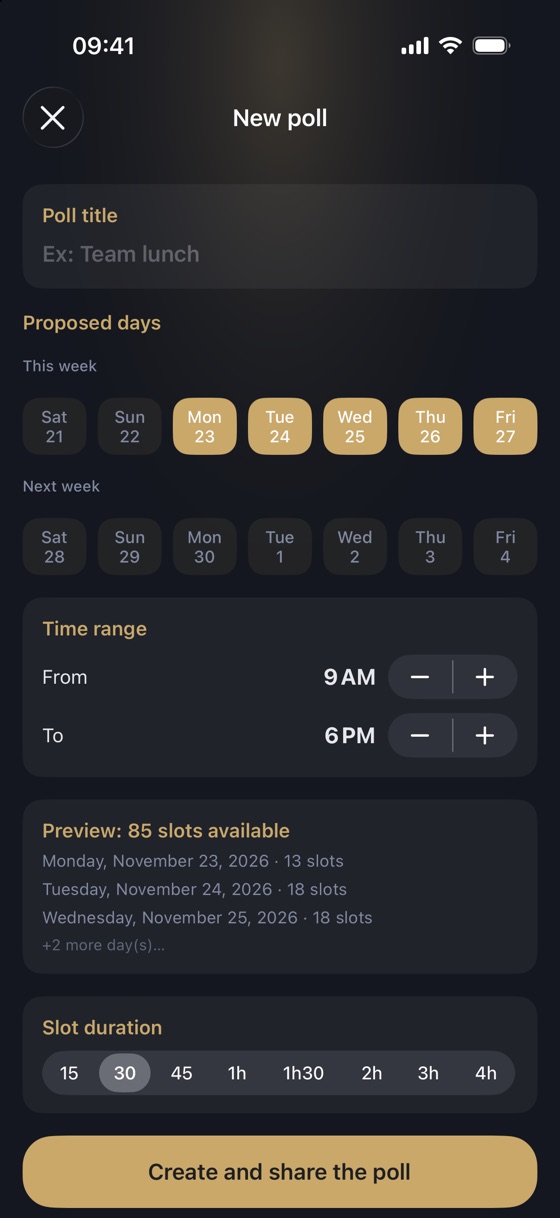 09:41
New poll
Poll title
Ex: Team lunch
Proposed days
This week
Sat Sun Mon Tue Wed Thu Fri
21 22 23 24 25 26 27
Next week
Sat Sun Mon Tue Wed Thu Fri
28 29 30 1 2 3 4
Time range
From 9 AM − +
To 6 PM − +
Preview: 85 slots available
Monday, November 23, 2026 · 13 slots
Tuesday, November 24, 2026 · 18 slots
Wednesday, November 25, 2026 · 18 slots
+2 more day(s)...
Slot duration
15 30 45 1h 1h30 2h 3h 4h
Create and share the poll